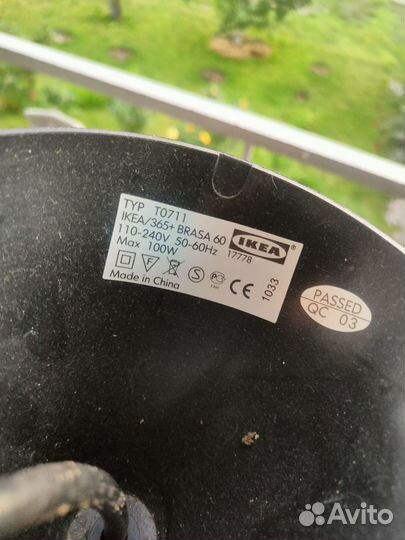 TYP T0711
IKEA/365+ BRASA 60
110-240V 50-60Hz
Max 100W
IKEA
®
17778
F
CE
1033
Made in China
PASSED
QC 03
Avito